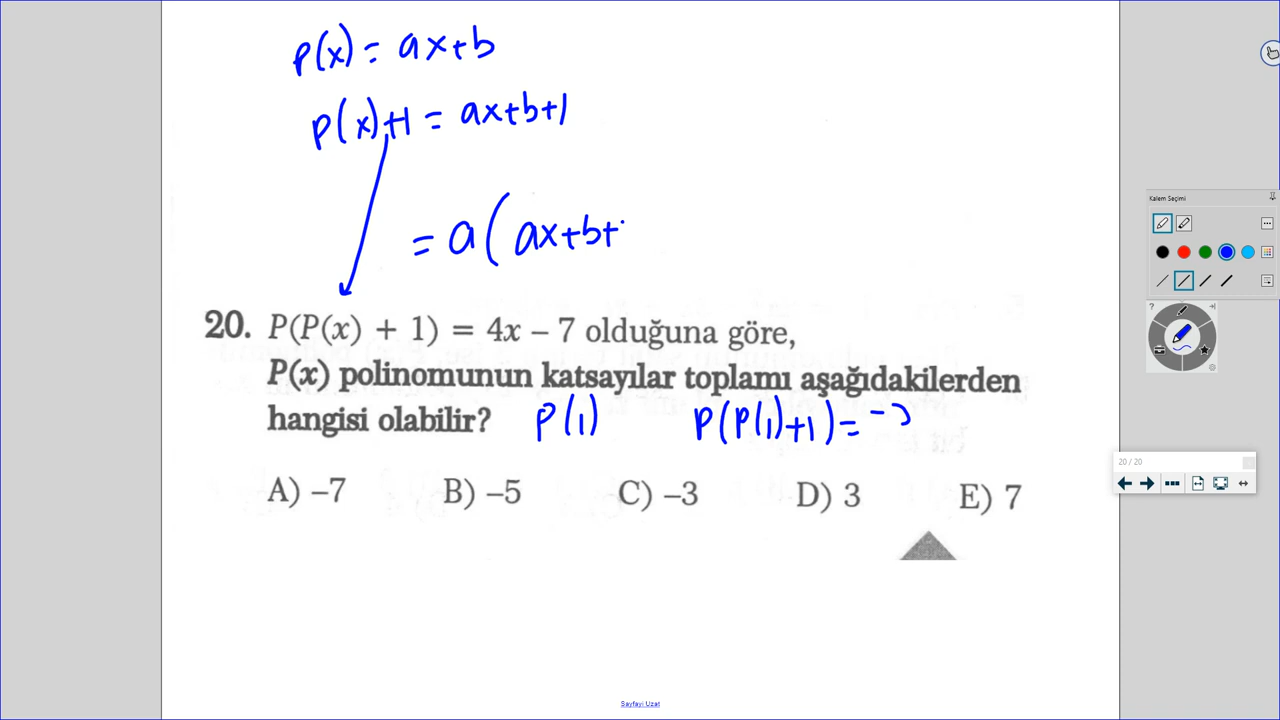 p(x) = ax+b
p(x)+1 = ax+b+1
= a(ax+b+
20. P(P(x) + 1) = 4x – 7 olduğuna göre,
P(x) polinomunun katsayılar toplamı aşağıdakilerden
hangisi olabilir? p(1) p(p(1)+1) = -3
A) –7 B) –5 C) –3 D) 3 E) 7
Kalem Seçimi
20 / 20
Sayfayi Uzat